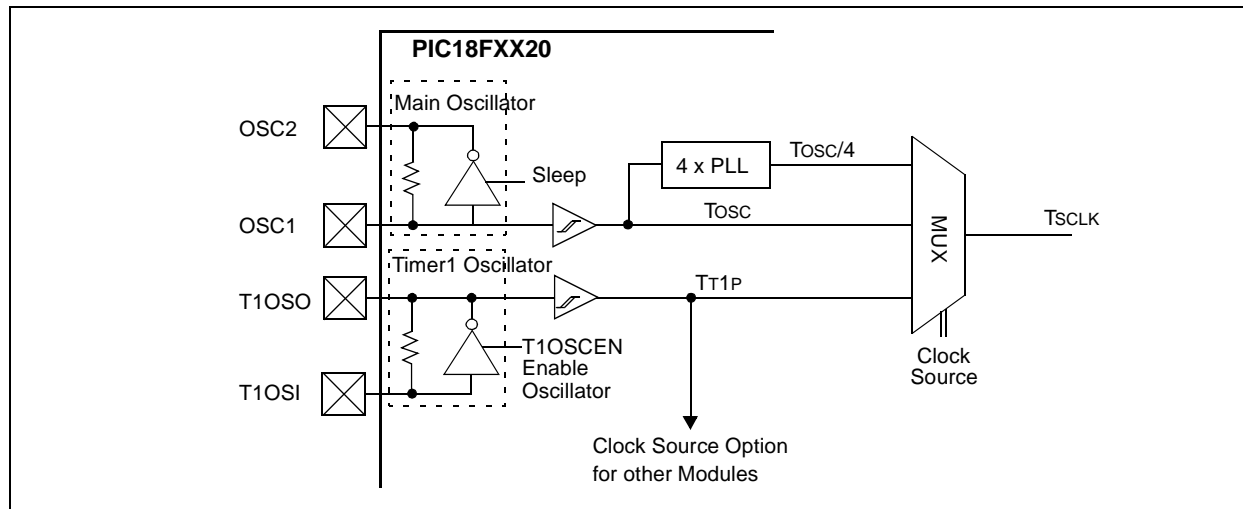 PIC18FXX20
Main Oscillator
OSC2
Sleep
OSC1
4 x PLL
TOSC/4
TOSC
MUX
TSCLK
Timer1 Oscillator
T1OSO
TT1P
T1OSCEN
Enable
Oscillator
T1OSI
Clock
Source
Clock Source Option
for other Modules